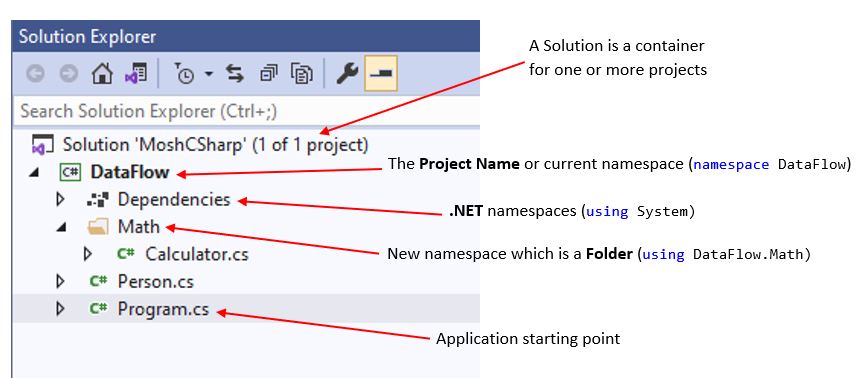 Solution Explorer
A Solution is a container
for one or more projects
Search Solution Explorer (Ctrl+;)
Solution 'MoshCSharp' (1 of 1 project)
C# DataFlow
The Project Name or current namespace (namespace DataFlow)
Dependencies
.NET namespaces (using System)
Math
New namespace which is a Folder (using DataFlow.Math)
C# Calculator.cs
C# Person.cs
C# Program.cs
Application starting point